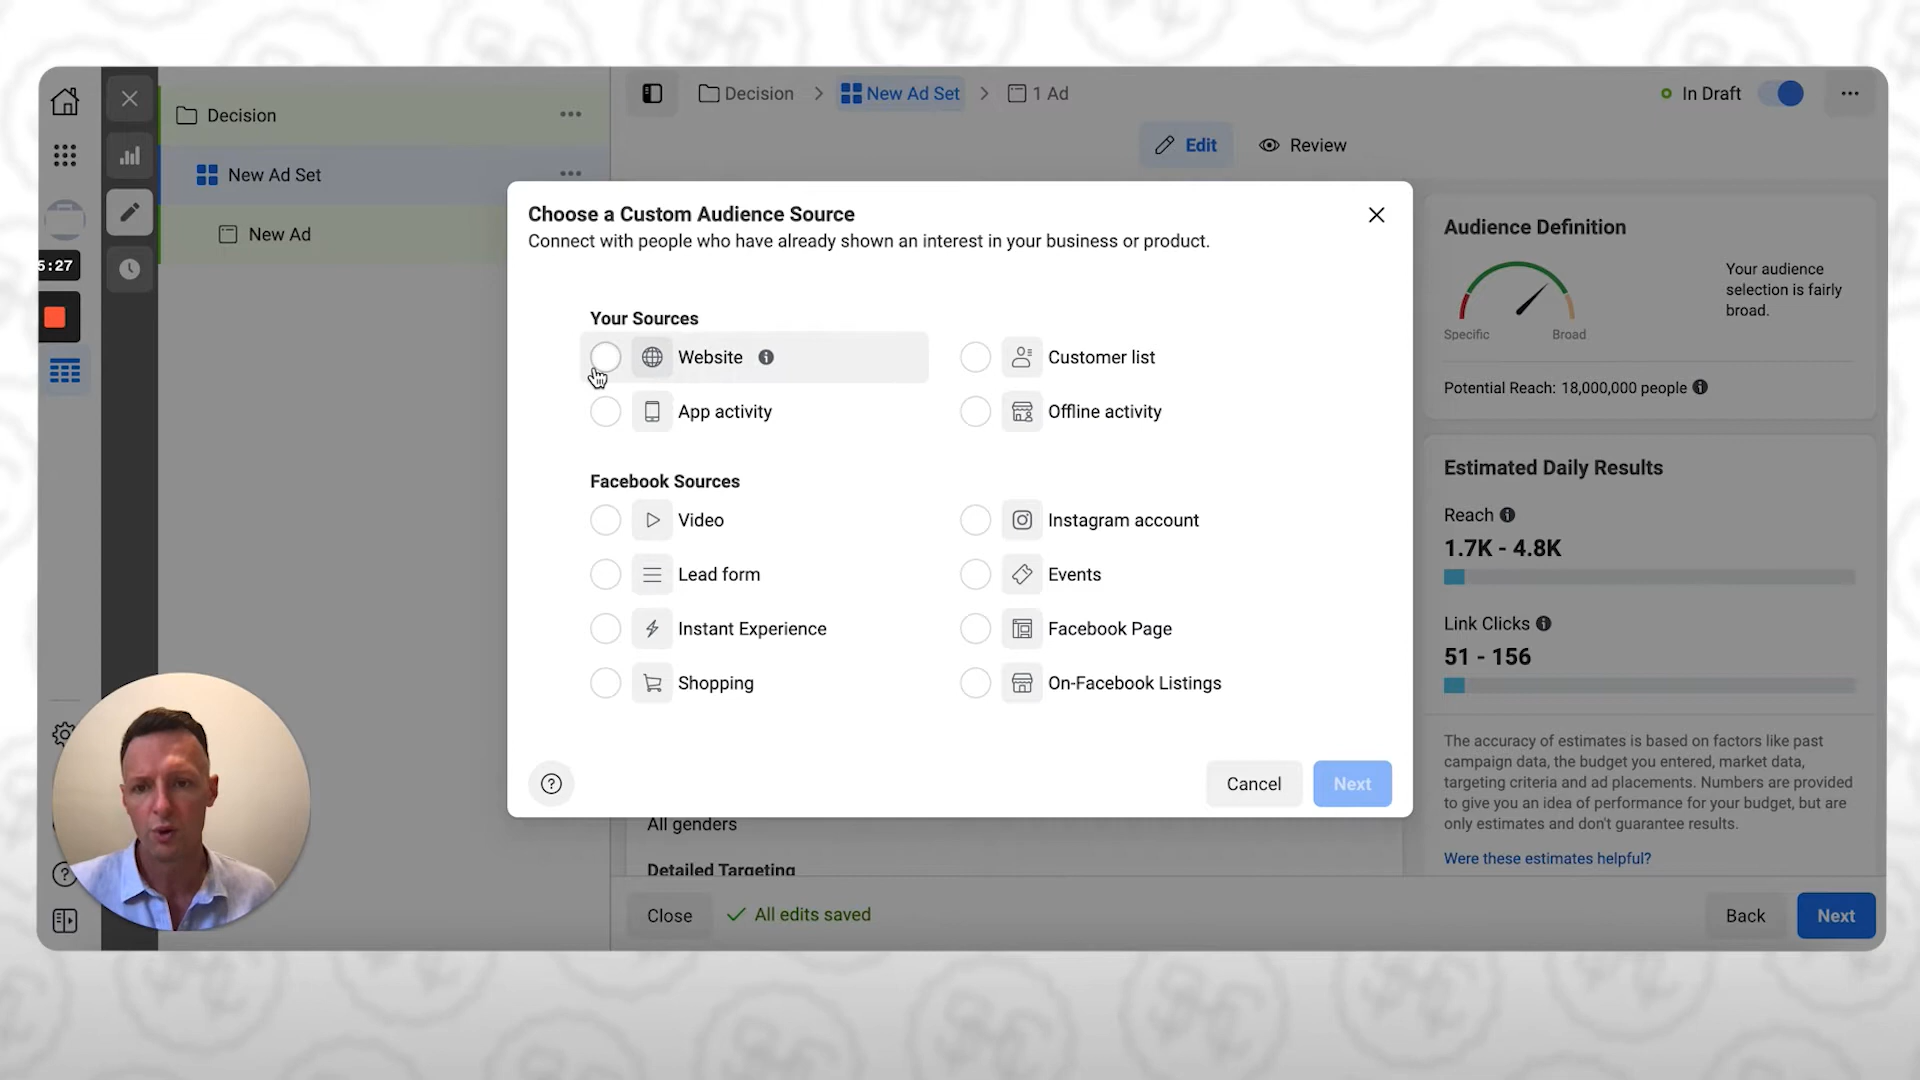 Decision
New Ad Set
New Ad
5:27
Decision
New Ad Set
1 Ad
In Draft
Edit
Review
Choose a Custom Audience Source
Connect with people who have already shown an interest in your business or product.
Your Sources
Website
Customer list
App activity
Offline activity
Facebook Sources
Video
Instagram account
Lead form
Events
Instant Experience
Facebook Page
Shopping
On-Facebook Listings
Cancel
Next
All genders
Detailed Targeting
Close
All edits saved
Back
Next
Audience Definition
Specific
Broad
Your audience
selection is fairly
broad.
Potential Reach: 18,000,000 people
Estimated Daily Results
Reach
1.7K - 4.8K
Link Clicks
51 - 156
The accuracy of estimates is based on factors like past
campaign data, the budget you entered, market data,
targeting criteria and ad placements. Numbers are provided
to give you an idea of performance for your budget, but are
only estimates and don't guarantee results.
Were these estimates helpful?